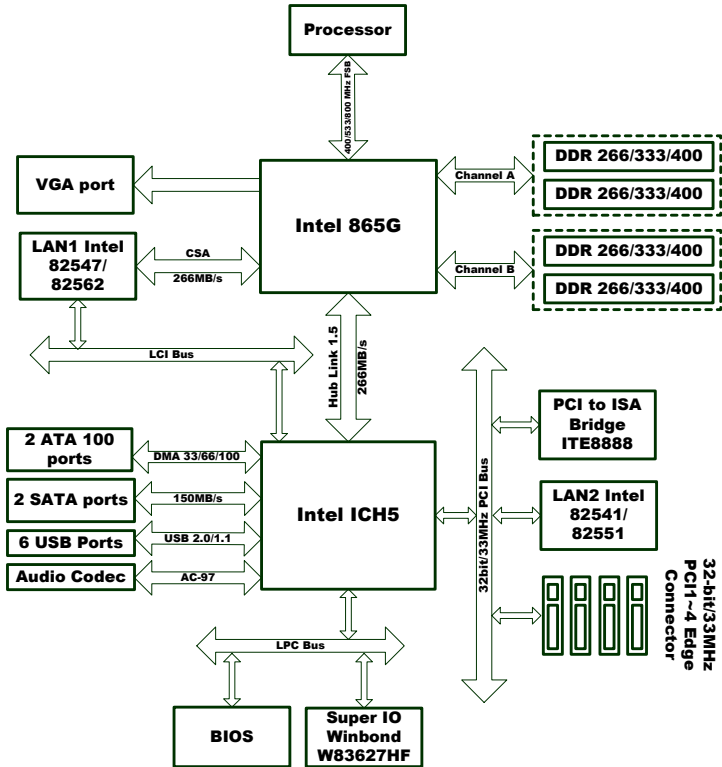 Processor
400/533/800 MHz FSB
VGA port
Intel 865G
Channel A
DDR 266/333/400
DDR 266/333/400
LAN1 Intel
82547/
82562
CSA
266MB/s
Channel B
DDR 266/333/400
DDR 266/333/400
LCI Bus
Hub Link 1.5
266MB/s
2 ATA 100
ports
DMA 33/66/100
2 SATA ports
150MB/s
6 USB Ports
USB 2.0/1.1
Audio Codec
AC-97
Intel ICH5
32bit/33MHz PCI Bus
PCI to ISA
Bridge
ITE8888
LAN2 Intel
82541/
82551
32-bit/33MHz
PCI1~4 Edge
Connector
LPC Bus
BIOS
Super IO
Winbond
W83627HF